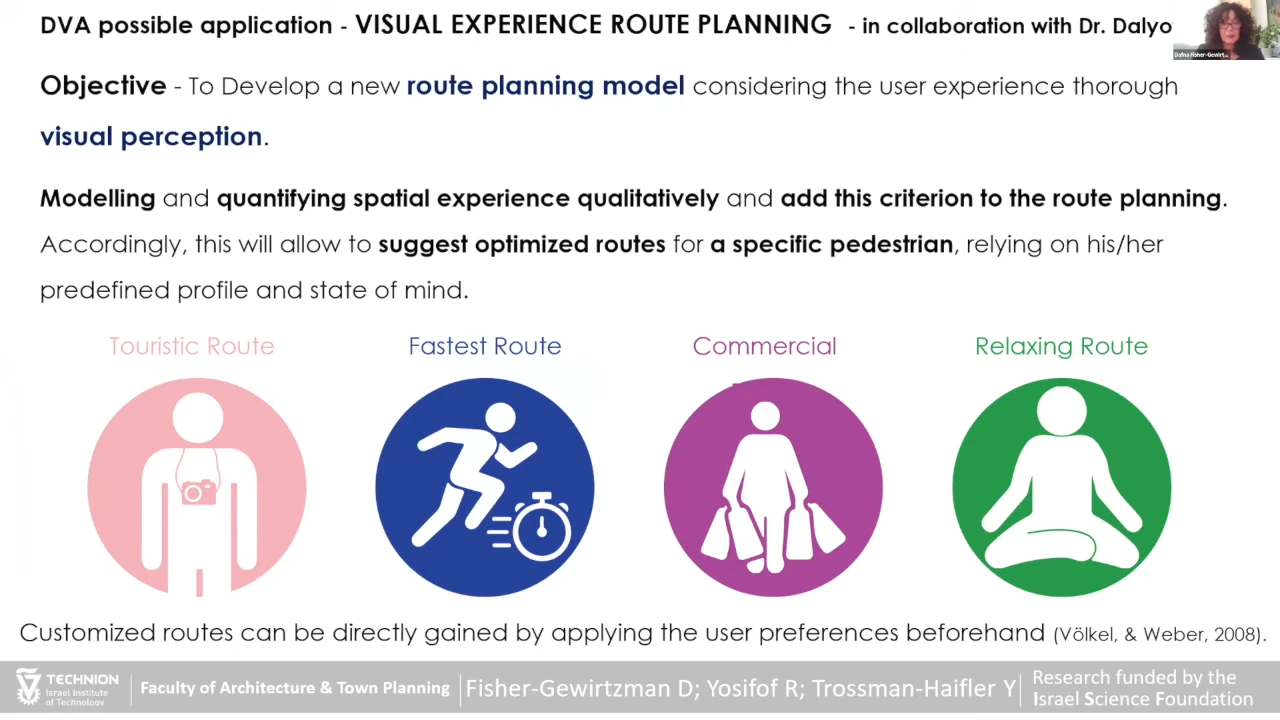 DVA possible application - VISUAL EXPERIENCE ROUTE PLANNING - in collaboration with Dr. Dalyo
Dafna Fisher-Gewirt...
Objective - To Develop a new route planning model considering the user experience thorough
visual perception.
Modelling and quantifying spatial experience qualitatively and add this criterion to the route planning.
Accordingly, this will allow to suggest optimized routes for a specific pedestrian, relying on his/her
predefined profile and state of mind.
Touristic Route
Fastest Route
Commercial
Relaxing Route
Customized routes can be directly gained by applying the user preferences beforehand (Völkel, & Weber, 2008).
TECHNION
Israel Institute
of Technology
Faculty of Architecture & Town Planning
Fisher-Gewirtzman D; Yosifof R; Trossman-Haifler Y
Research funded by the
Israel Science Foundation